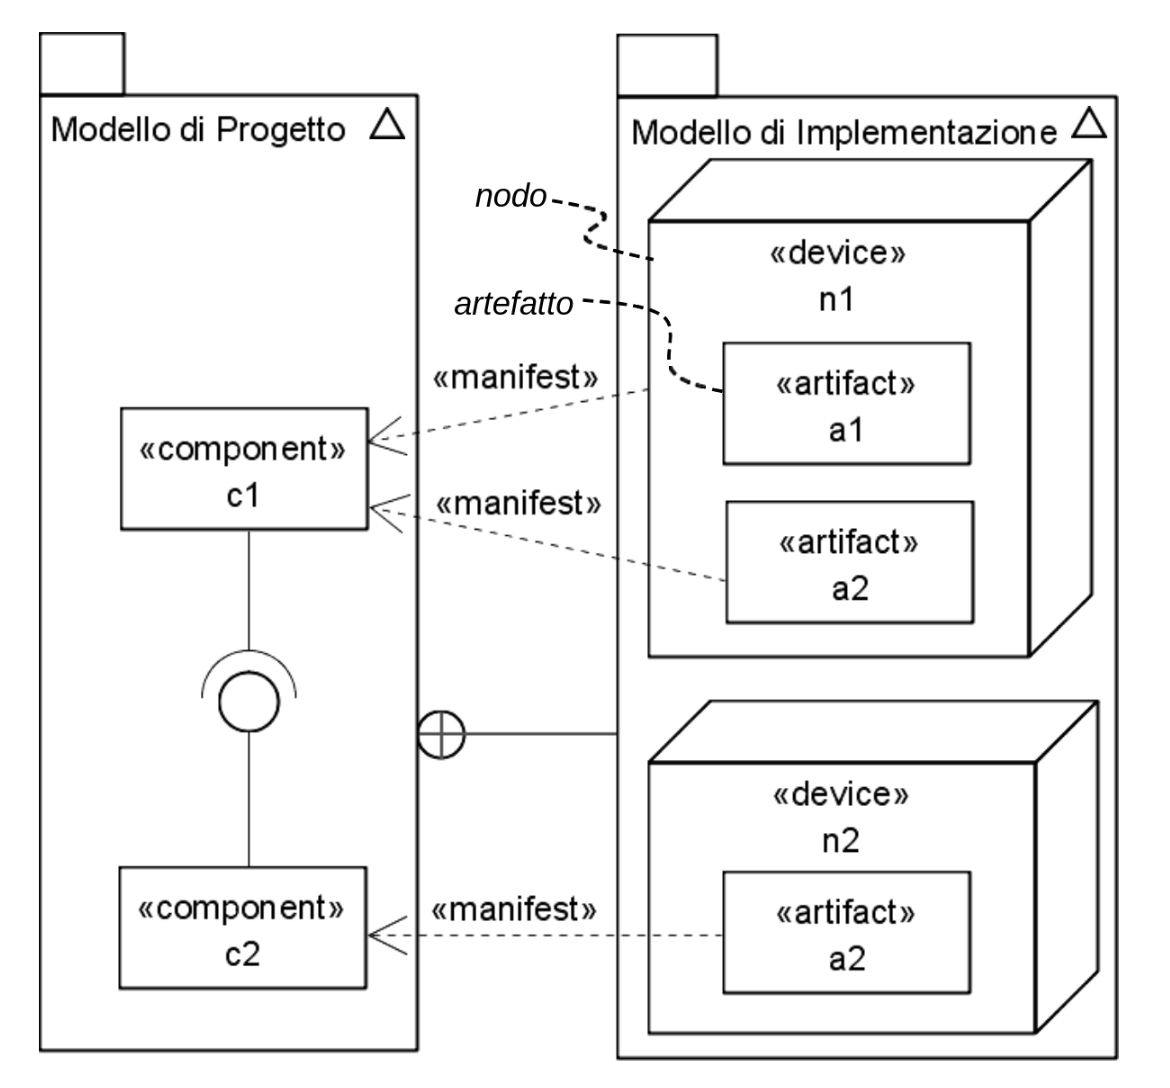 Modello di Progetto
«component»
c1
«component»
c2
nodo
artefatto
«manifest»
«manifest»
«manifest»
Modello di Implementazione
«device»
n1
«artifact»
a1
«artifact»
a2
«device»
n2
«artifact»
a2